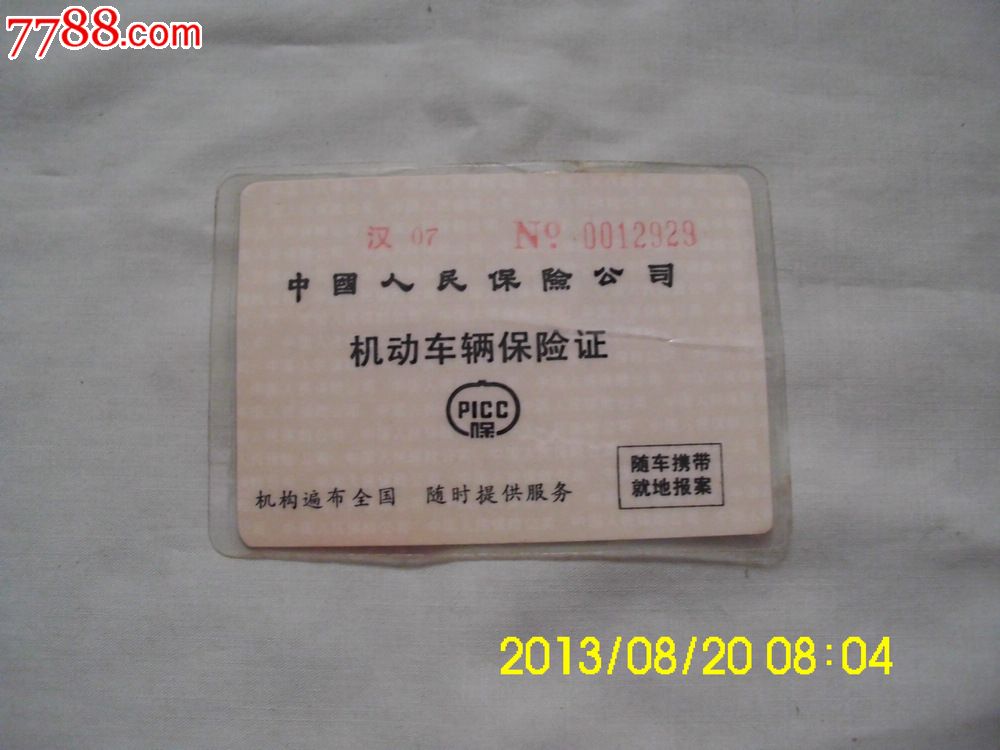 7788.com
汉 07 Nº 0012929
中國人民保險公司
机动车辆保险证
PICC
保
随车携带
就地报案
机构遍布全国 随时提供服务
2013/08/20 08:04